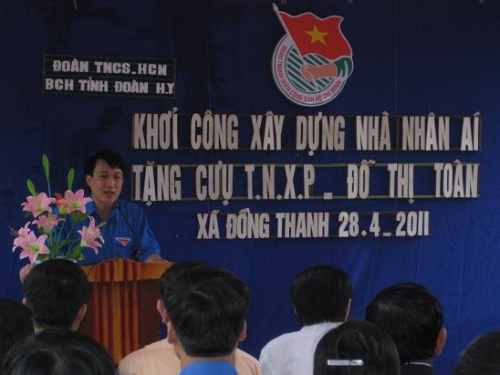 ĐOÀN TNCS.HCM
BCH TỈNH ĐOÀN H.Y
KHỞI CÔNG XÂY DỰNG NHÀ NHÂN ÁI
TẶNG CỰU T.N.X.P - ĐỖ THỊ TOÀN
XÃ ĐỒNG THANH 28.4-2011